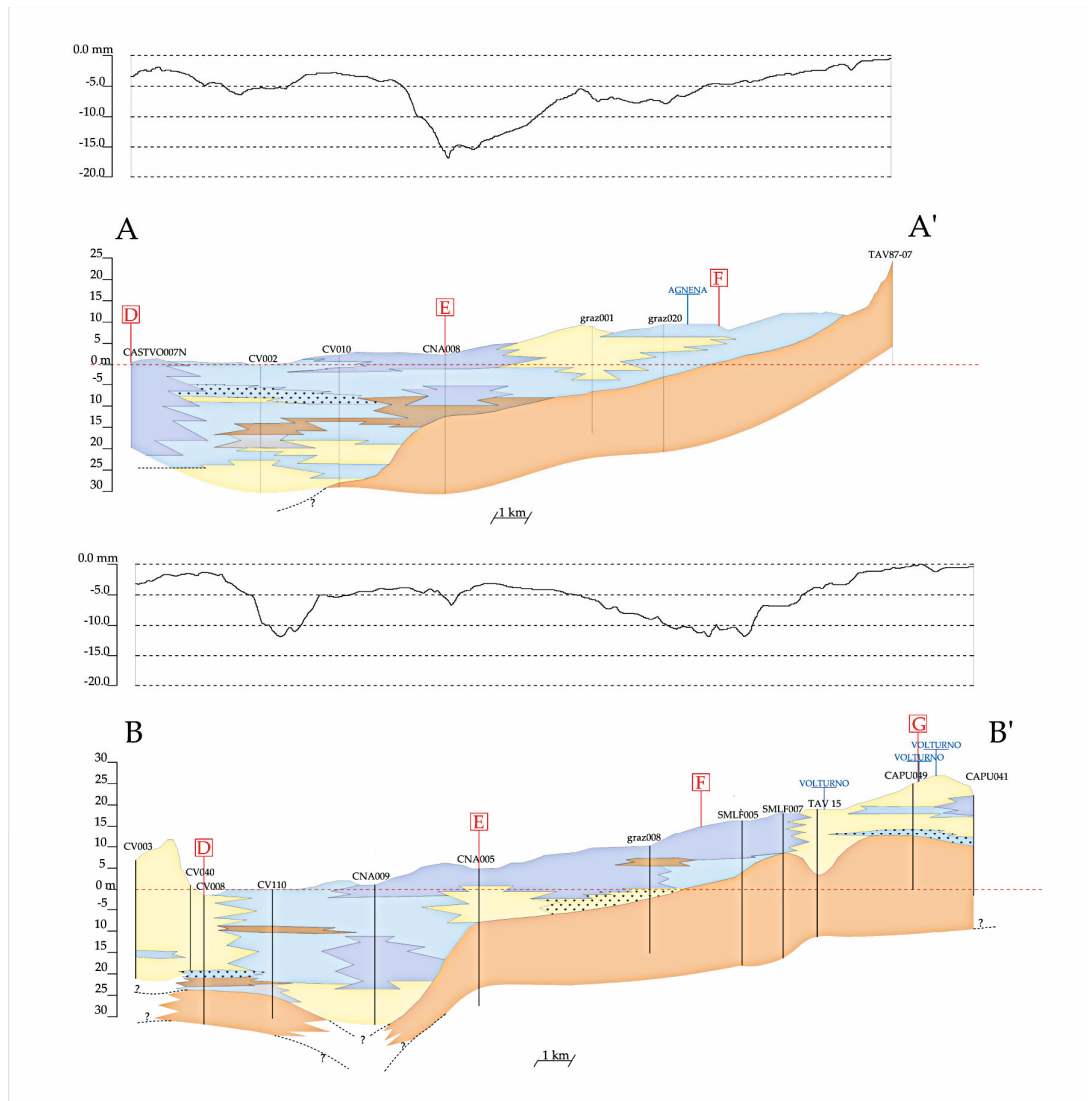 0.0 mm
-5.0
-10.0
-15.0
-20.0
A
A'
TAV87-07
25
20
15
10
5
0 m
5
10
15
20
25
30
D
CASTVO007N
CV002
CV010
E
CNA008
graz001
graz020
AGNENA
F
?
1 km
0.0 mm
-5.0
-10.0
-15.0
-20.0
B
B'
30
25
20
15
10
5
0 m
5
10
15
20
25
30
CV003
D
CV040
CV008
CV110
CNA009
E
CNA005
graz008
F
SMLF005
SMLF007
VOLTURNO
TAV 15
G
VOLTURNO
VOLTURNO
CAPU049
CAPU041
?
?
?
?
?
?
?
1 km